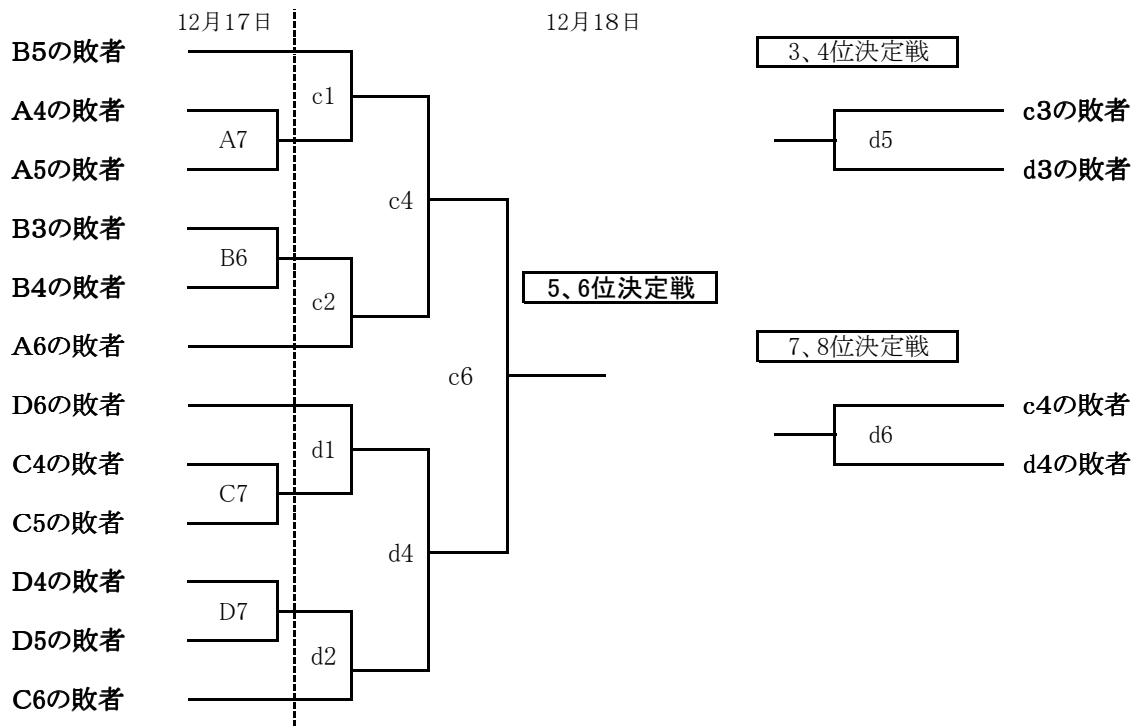 12月17日
12月18日
B5の敗者
A4の敗者
A5の敗者
B3の敗者
B4の敗者
A6の敗者
D6の敗者
C4の敗者
C5の敗者
D4の敗者
D5の敗者
C6の敗者
A7
B6
C7
D7
c1
c2
d1
d2
c4
d4
c6
5、6位決定戦
3、4位決定戦
c3の敗者
d5
d3の敗者
7、8位決定戦
c4の敗者
d6
d4の敗者